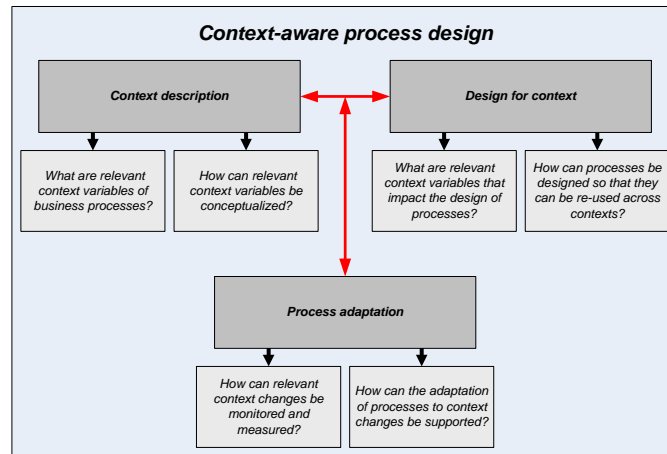 Context-aware process design
Context description
Design for context
What are relevant
context variables of
business processes?
How can relevant
context variables be
conceptualized?
What are relevant
context variables that
impact the design of
processes?
How can processes be
designed so that they
can be re-used across
contexts?
Process adaptation
How can relevant
context changes be
monitored and
measured?
How can the adaptation
of processes to context
changes be supported?